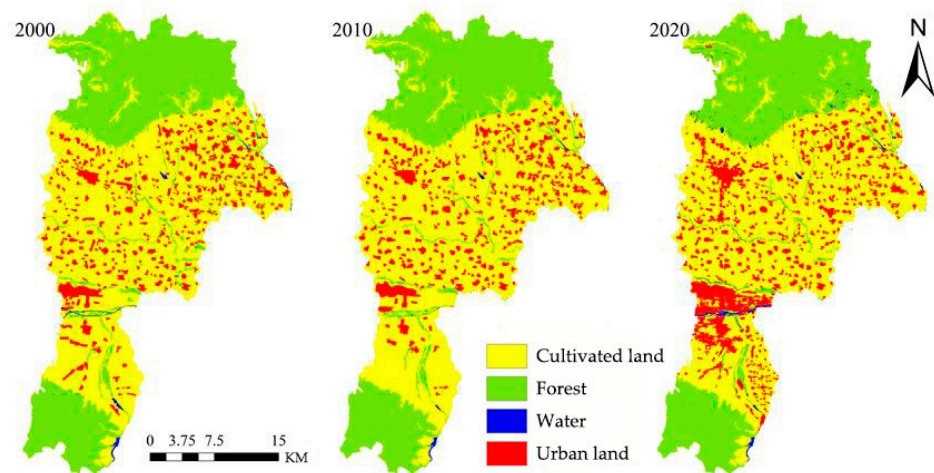 2000
2010
2020
N
Cultivated land
Forest
Water
Urban land
0 3.75 7.5 15
KM